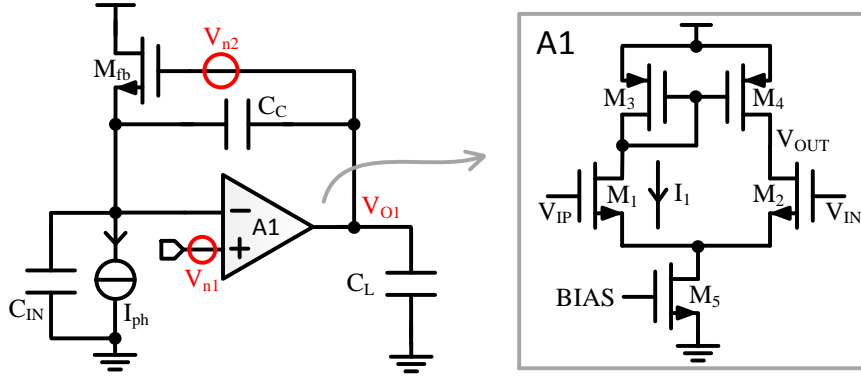 V_n2
M_fb
C_C
A1
V_O1
V_n1
C_IN
I_ph
C_L
A1
M_3
M_4
V_OUT
M_1
I_1
M_2
V_IP
V_IN
BIAS
M_5